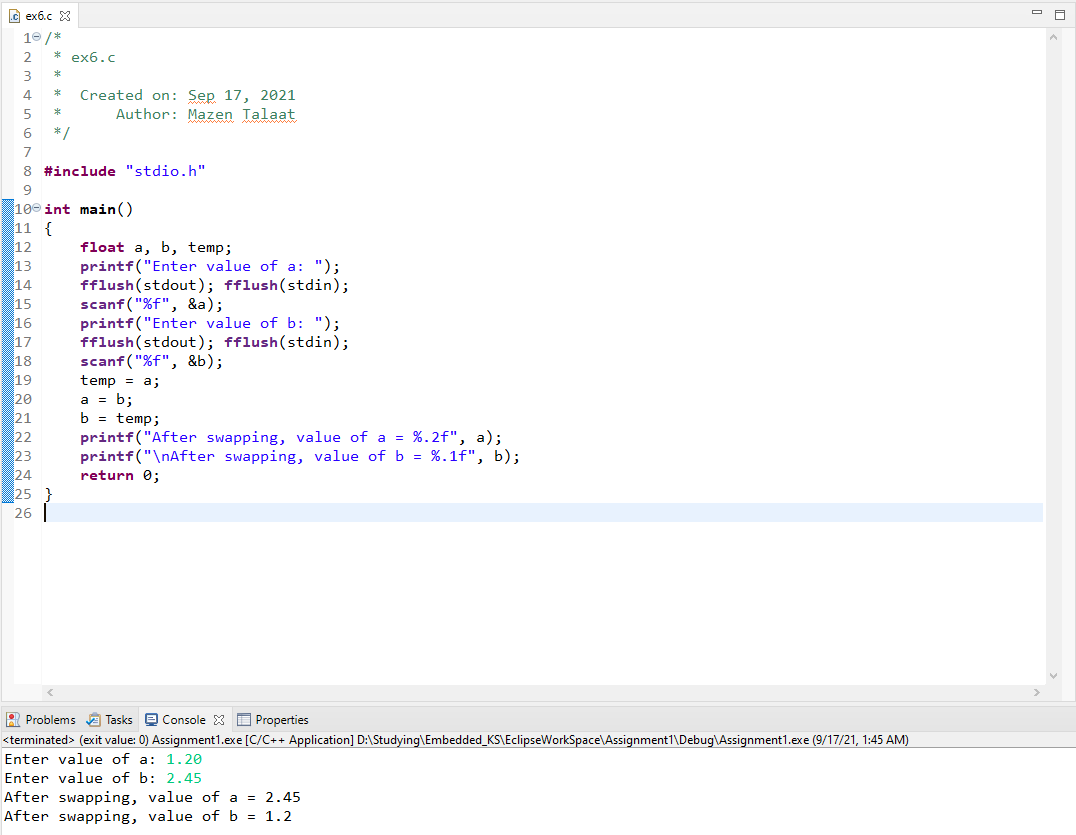 ex6.c
1 /*
2  * ex6.c
3  *
4  *  Created on: Sep 17, 2021
5  *      Author: Mazen Talaat
6  */
7
8 #include "stdio.h"
9
10 int main()
11 {
12     float a, b, temp;
13     printf("Enter value of a: ");
14     fflush(stdout); fflush(stdin);
15     scanf("%f", &a);
16     printf("Enter value of b: ");
17     fflush(stdout); fflush(stdin);
18     scanf("%f", &b);
19     temp = a;
20     a = b;
21     b = temp;
22     printf("After swapping, value of a = %.2f", a);
23     printf("\nAfter swapping, value of b = %.1f", b);
24     return 0;
25 }
26
Problems Tasks Console Properties
<terminated> (exit value: 0) Assignment1.exe [C/C++ Application] D:\Studying\Embedded_KS\EclipseWorkSpace\Assignment1\Debug\Assignment1.exe (9/17/21, 1:45 AM)
Enter value of a: 1.20
Enter value of b: 2.45
After swapping, value of a = 2.45
After swapping, value of b = 1.2